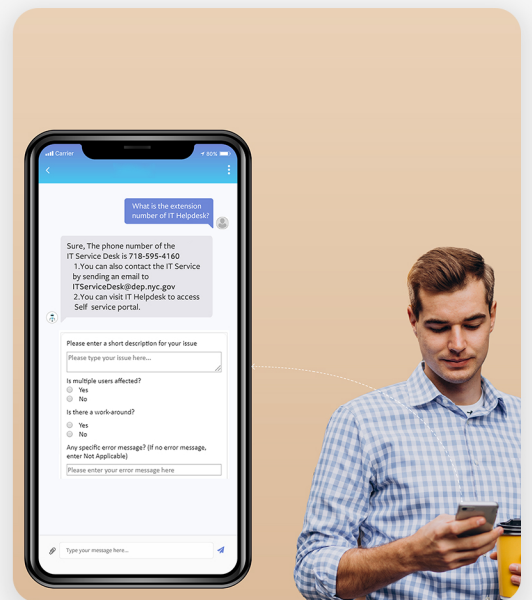 Carrier
80%
What is the extension
number of IT Helpdesk?
Sure, The phone number of the
IT Service Desk is 718-595-4160
1.You can also contact the IT Service
by sending an email to
ITServiceDesk@dep.nyc.gov
2.You can visit IT Helpdesk to access
Self service portal.
Please enter a short description for your issue
Please type your issue here...
Is multiple users affected?
Yes
No
Is there a work-around?
Yes
No
Any specific error message? (If no error message,
enter Not Applicable)
Please enter your error message here
Type your message here...